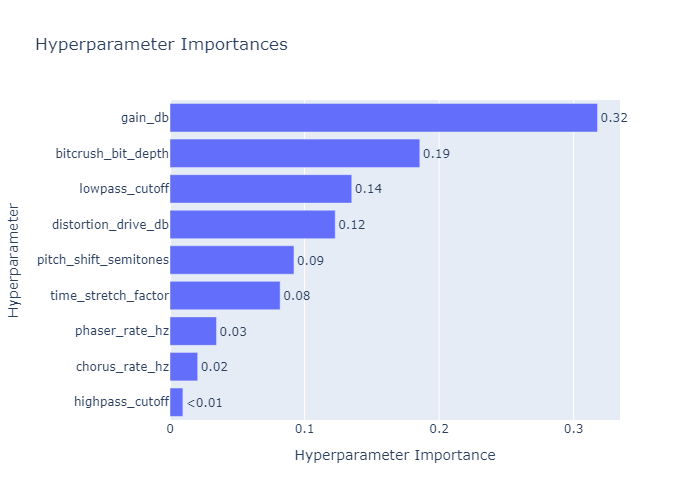 Hyperparameter Importances
Hyperparameter
gain_db 0.32
bitcrush_bit_depth 0.19
lowpass_cutoff 0.14
distortion_drive_db 0.12
pitch_shift_semitones 0.09
time_stretch_factor 0.08
phaser_rate_hz 0.03
chorus_rate_hz 0.02
highpass_cutoff <0.01
0 0.1 0.2 0.3
Hyperparameter Importance